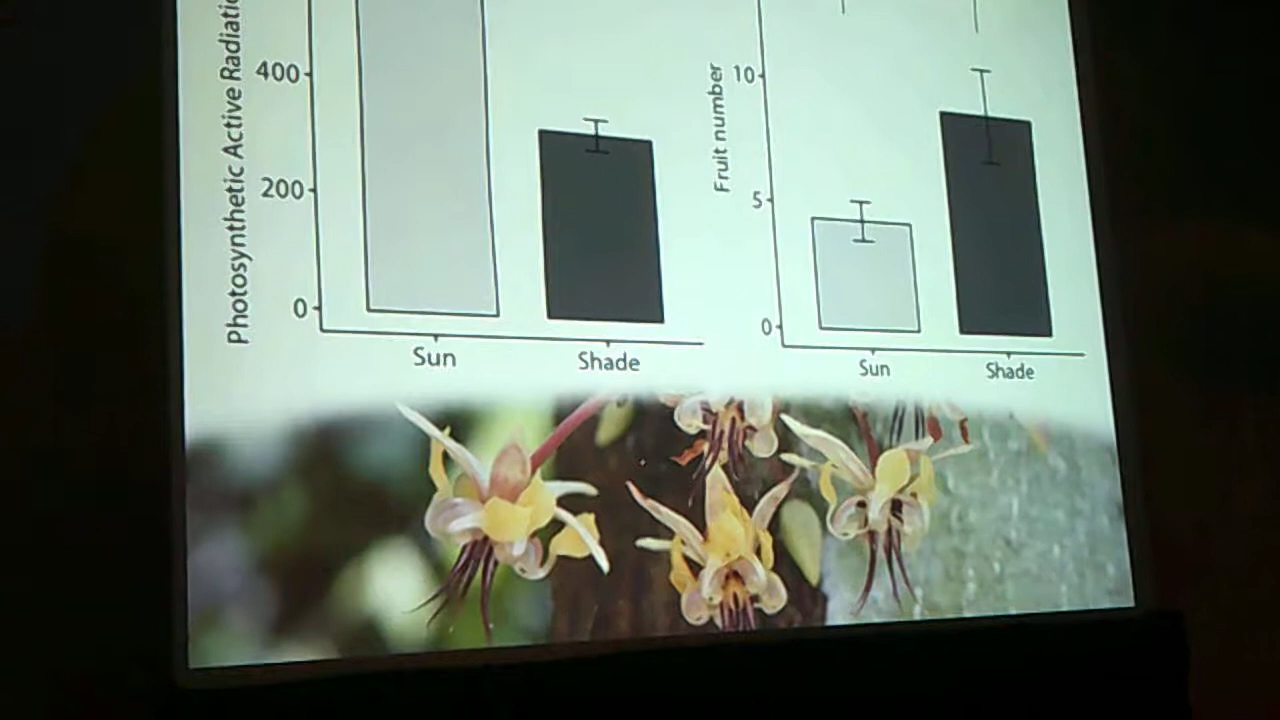 Photosynthetic Active Radiatio
400
200
0
Sun
Shade
Fruit number
10
5
0
Sun
Shade